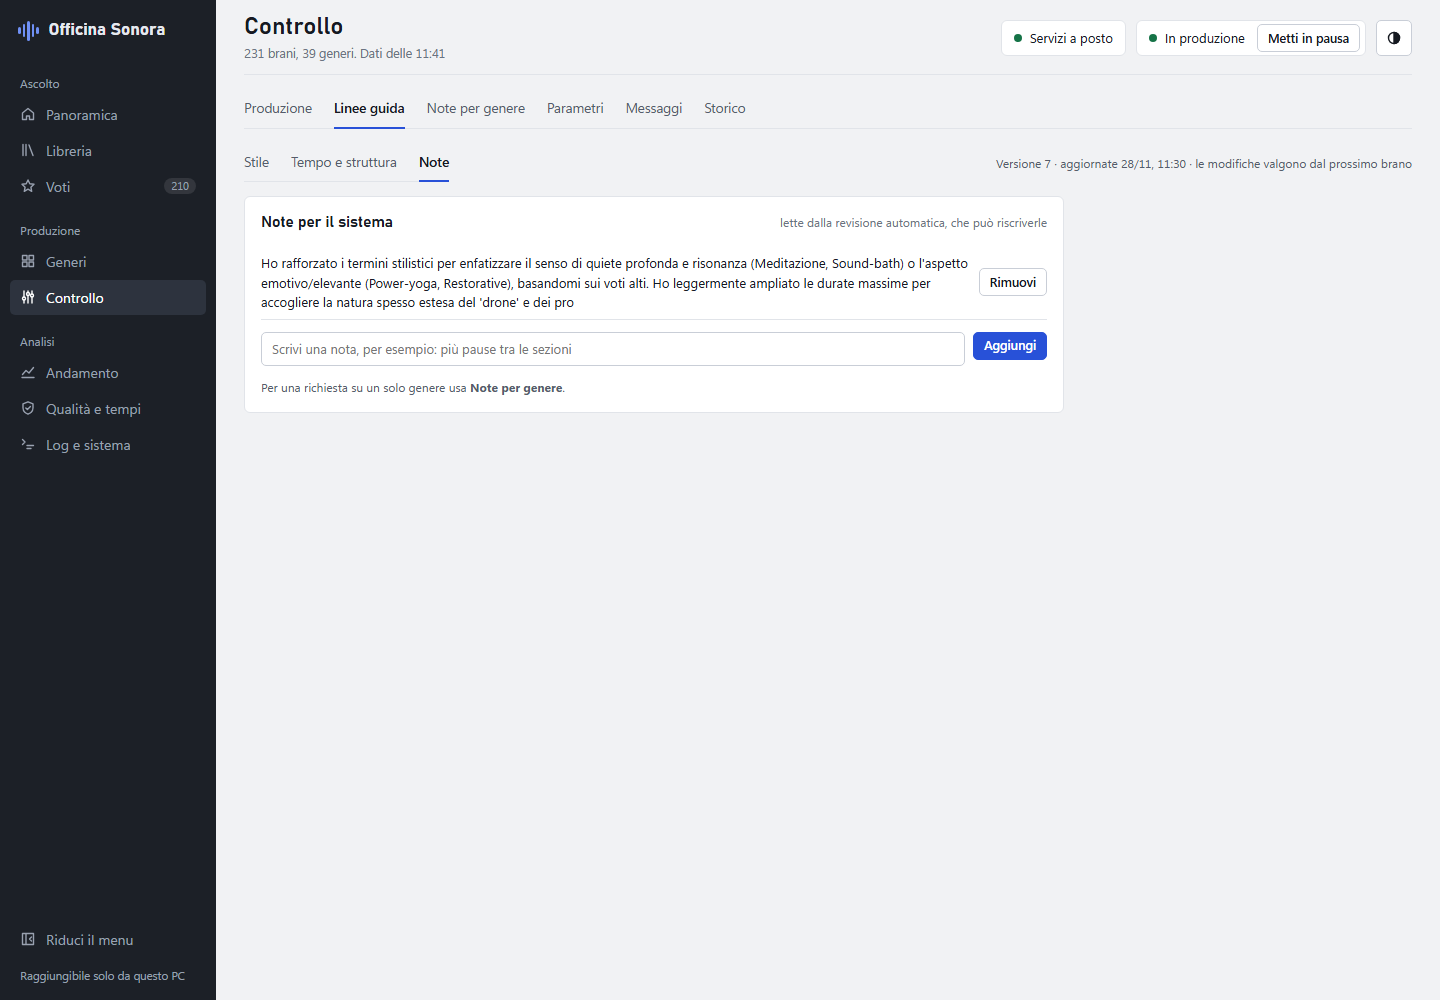 Officina Sonora
Ascolto
Panoramica
Libreria
Voti 210
Produzione
Generi
Controllo
Analisi
Andamento
Qualità e tempi
Log e sistema
Riduci il menu
Raggiungibile solo da questo PC
Controllo
231 brani, 39 generi. Dati delle 11:41
Servizi a posto
In produzione Metti in pausa
Produzione Linee guida Note per genere Parametri Messaggi Storico
Stile Tempo e struttura Note
Versione 7 · aggiornate 28/11, 11:30 · le modifiche valgono dal prossimo brano
Note per il sistema
lette dalla revisione automatica, che può riscriverle
Ho rafforzato i termini stilistici per enfatizzare il senso di quiete profonda e risonanza (Meditazione, Sound-bath) o l'aspetto
emotivo/elevante (Power-yoga, Restorative), basandomi sui voti alti. Ho leggermente ampliato le durate massime per
accogliere la natura spesso estesa del 'drone' e dei pro
Rimuovi
Scrivi una nota, per esempio: più pause tra le sezioni
Aggiungi
Per una richiesta su un solo genere usa Note per genere.